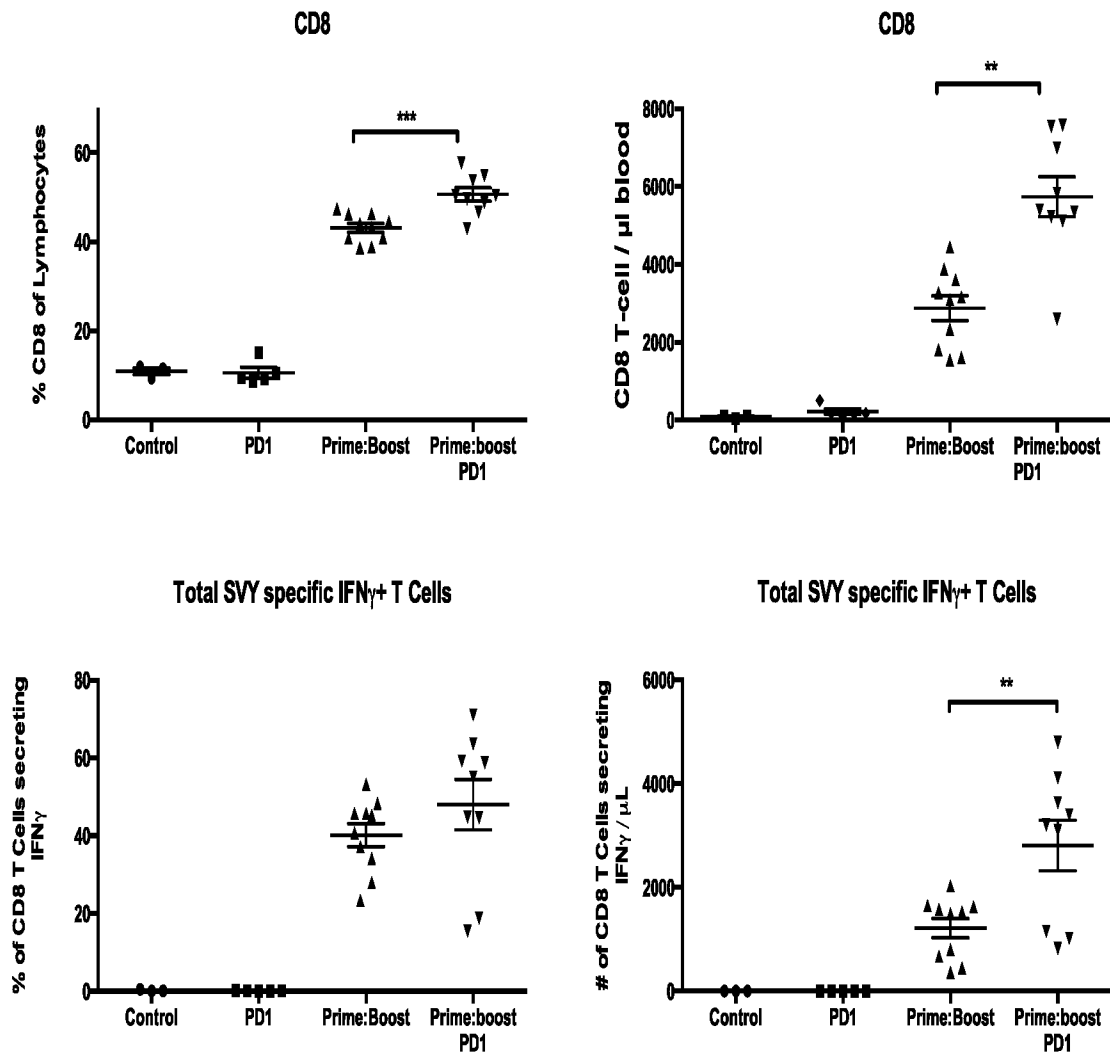 CD8
% CD8 of Lymphocytes
60
40
20
0
***
Control
PD1
Prime:Boost
Prime:boost
PD1
CD8
CD8 T-cell / µl blood
8000
6000
4000
2000
0
**
Control
PD1
Prime:Boost
Prime:boost
PD1
Total SVY specific IFNγ+ T Cells
% of CD8 T Cells secreting
IFNγ
80
60
40
20
0
Control
PD1
Prime:Boost
Prime:boost
PD1
Total SVY specific IFNγ+ T Cells
# of CD8 T Cells secreting
IFNγ / µL
6000
4000
2000
0
**
Control
PD1
Prime:Boost
Prime:boost
PD1